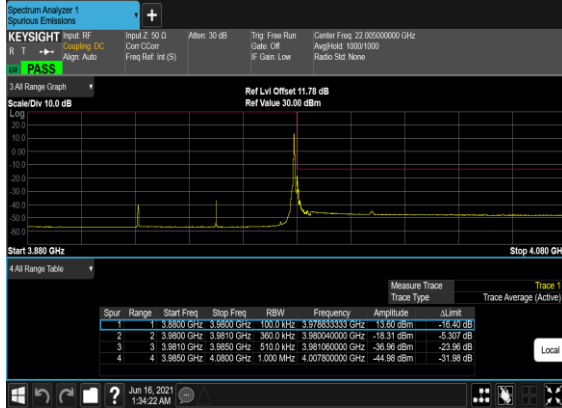 Spectrum Analyzer 1
Spurious Emissions
+
KEYSIGHT
R T
PASS
Input: RF
Coupling: DC
Align: Auto
Input Z: 50 Ω
Corr CCorr
Freq Ref: Int (S)
Atten: 30 dB
Trig: Free Run
Gate: Off
IF Gain: Low
Center Freq: 22.005000000 GHz
Avg|Hold: 1000/1000
Radio Std: None
3 All Range Graph
Scale/Div 10.0 dB
Ref Lvl Offset 11.78 dB
Ref Value 30.00 dBm
Log
20.0
10.0
0.00
-10.0
-20.0
-30.0
-40.0
-50.0
-60.0
Start 3.880 GHz
Stop 4.080 GH
4 All Range Table
Measure Trace Trace 1
Trace Type Trace Average (Active)
Spur Range Start Freq Stop Freq RBW Frequency Amplitude ΔLimit
1 1 3.8800 GHz 3.9800 GHz 100.0 kHz 3.978833333 GHz 13.60 dBm -16.40 dB
2 2 3.9800 GHz 3.9810 GHz 360.0 kHz 3.980040000 GHz -18.31 dBm -5.307 dB
3 3 3.9810 GHz 3.9850 GHz 510.0 kHz 3.981060000 GHz -36.96 dBm -23.96 dB
4 4 3.9850 GHz 4.0800 GHz 1.000 MHz 4.007800000 GHz -44.98 dBm -31.98 dB
Local
?
Jun 16, 2021
1:34:22 AM